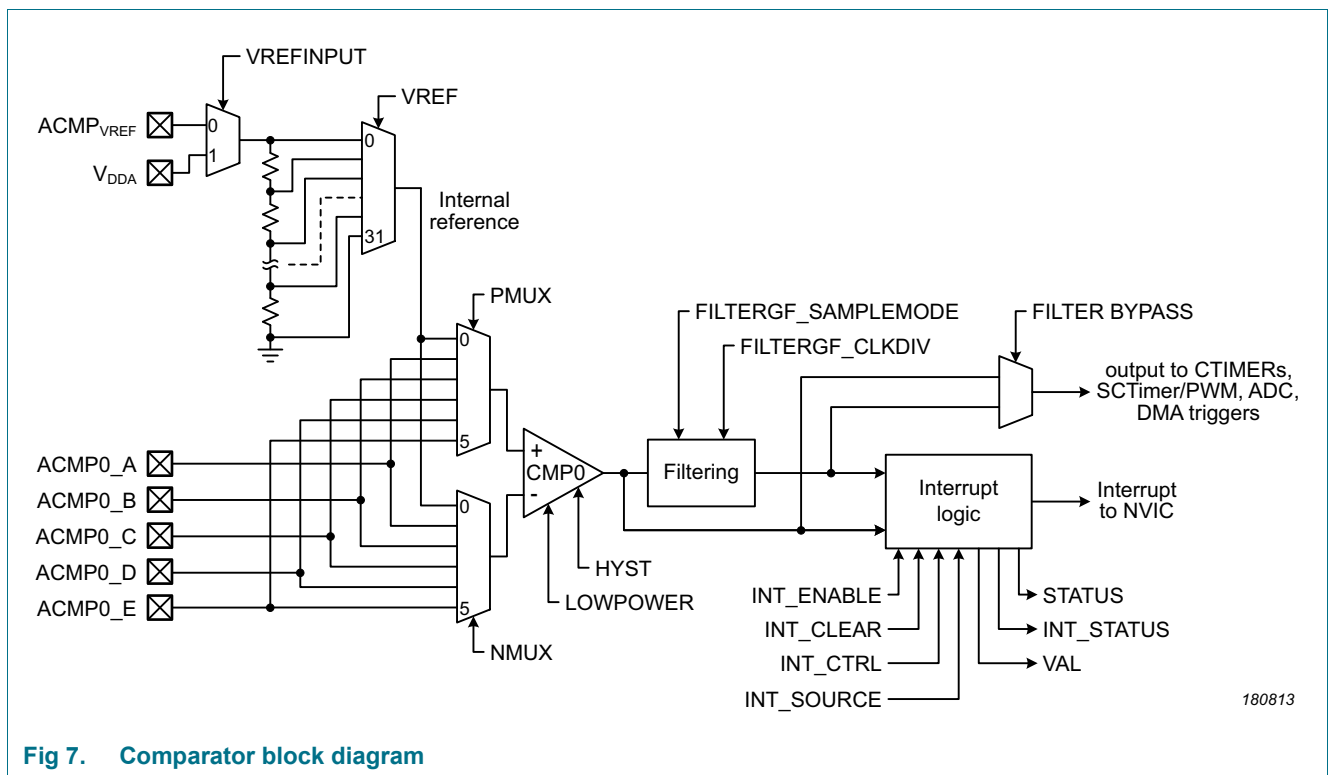 VREFINPUT
VREF
ACMPVREF
0
1
VDDA
0
31
Internal
reference
PMUX
0
5
FILTERGF_SAMPLEMODE
FILTERGF_CLKDIV
FILTER BYPASS
output to CTIMERs,
SCTimer/PWM, ADC,
DMA triggers
ACMP0_A
ACMP0_B
ACMP0_C
ACMP0_D
ACMP0_E
+
CMP0
-
Filtering
Interrupt
logic
Interrupt
to NVIC
0
5
HYST
LOWPOWER
NMUX
INT_ENABLE
INT_CLEAR
INT_CTRL
INT_SOURCE
STATUS
INT_STATUS
VAL
180813
Fig 7. Comparator block diagram